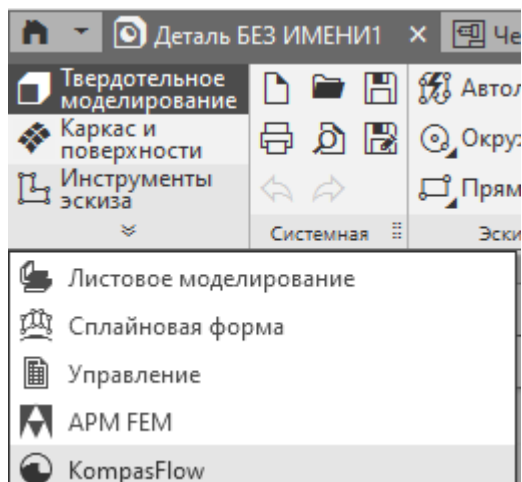 Деталь БЕЗ ИМЕНИ1
Твердотельное
моделирование
Каркас и
поверхности
Инструменты
эскиза
Системная
Листовое моделирование
Сплайновая форма
Управление
APM FEM
KompasFlow